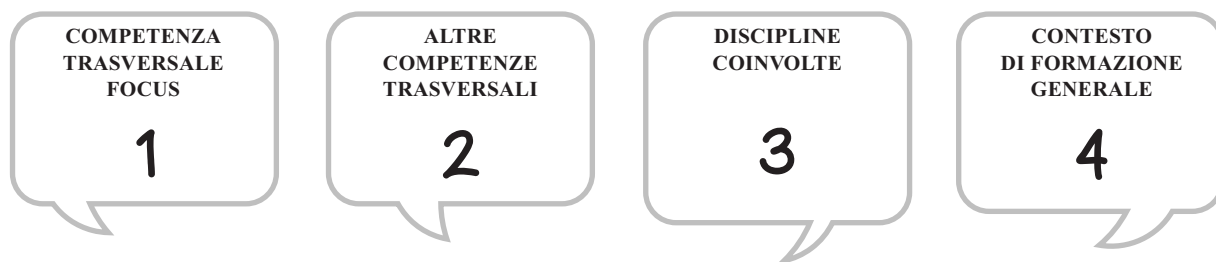 COMPETENZA
TRASVERSALE
FOCUS
1
ALTRE
COMPETENZE
TRASVERSALI
2
DISCIPLINE
COINVOLTE
3
CONTESTO
DI FORMAZIONE
GENERALE
4